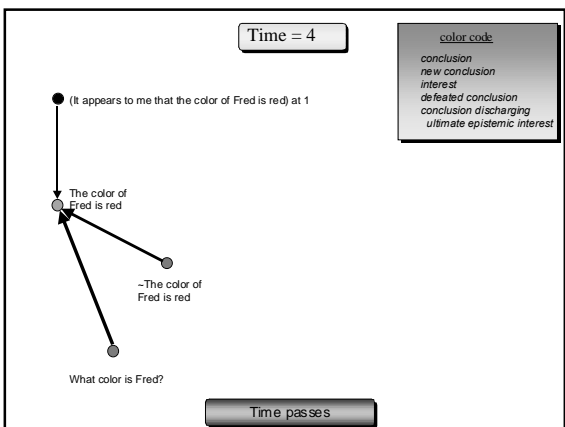 Time = 4
color code
conclusion
new conclusion
interest
defeated conclusion
conclusion discharging
ultimate epistemic interest
(It appears to me that the color of Fred is red) at 1
The color of
Fred is red
~The color of
Fred is red
What color is Fred?
Time passes